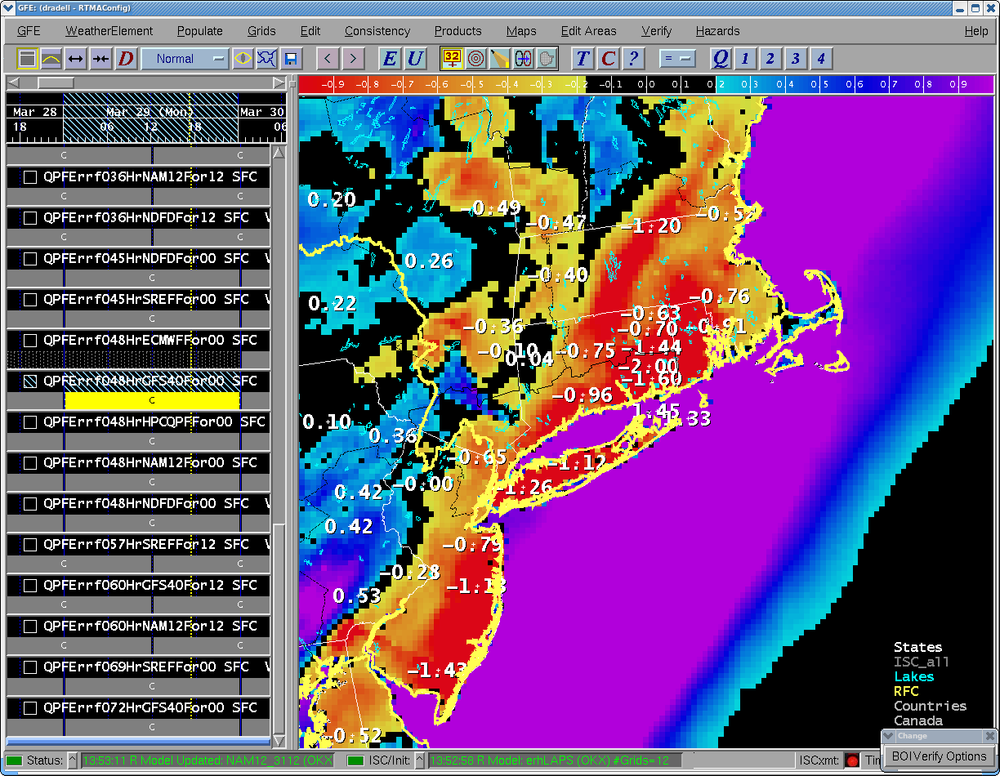 GFE: (dradell - RTMAConfig)
GFE WeatherElement Populate Grids Edit Consistency Products Maps Edit Areas Verify Hazards Help
D Normal < > E U 32 T C ? = Q 1 2 3 4
-0.9 -0.8 -0.7 -0.6 -0.5 -0.4 -0.3 -0.2 -0.1 0.0 0.1 0.2 0.3 0.4 0.5 0.6 0.7 0.8 0.9
Mar 28 Mar 29 (Mon) Mar 30
18 06 12 18 06
C C
QPFErrf036HrNAM12For12 SFC
C C
QPFErrf036HrNDFDFor12 SFC
C C
QPFErrf045HrNDFDFor00 SFC
C
QPFErrf045HrSREFFor00 SFC
C
QPFErrf048HrECMWFFor00 SFC
QPFErrf048HrGFS40For00 SFC
C
QPFErrf048HrHPCQPFFor00 SFC
C
QPFErrf048HrNAM12For00 SFC
C
QPFErrf048HrNDFDFor00 SFC
C
QPFErrf057HrSREFFor12 SFC
C C
QPFErrf060HrGFS40For12 SFC
C C
QPFErrf060HrNAM12For12 SFC
C C
QPFErrf069HrSREFFor00 SFC
C
QPFErrf072HrGFS40For00 SFC
C
0.20
-0.49
-0.47
-1.20
-0.5
0.26
-0.40
0.22
-0.76
-0.63
-0.36
-0.70
-0.91
-0.10
0.04
-0.75
-1.44
-2.00
-1.60
-0.96
1.45
.33
0.10
0.36
-0.65
-1.12
-0.00
0.42
-1.26
0.42
-0.79
-0.28
-1.13
0.53
-1.43
-0.52
States
ISC_all
Lakes
RFC
Countries
Canada
Change
BOIVerify Options
Status: 13:53:11 R Model Updated: NAM12_3112 (OKX ISC/Init: 13:52:58 R Model: erhLAPS (OKX) #Grids=12 ISCxmt: Tim